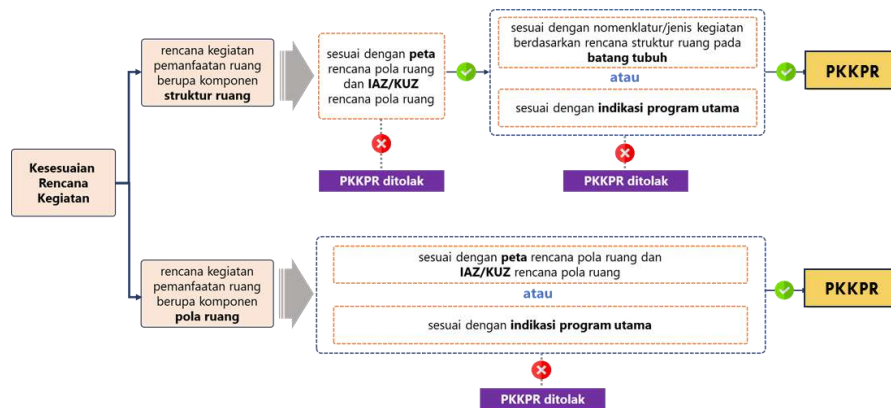 Kesesuaian
Rencana
Kegiatan
rencana kegiatan
pemanfaatan ruang
berupa komponen
struktur ruang
sesuai dengan peta
rencana pola ruang
dan IAZ/KUZ
rencana pola ruang
PKKPR ditolak
sesuai dengan nomenklatur/jenis kegiatan
berdasarkan rencana struktur ruang pada
batang tubuh
atau
sesuai dengan indikasi program utama
PKKPR ditolak
PKKPR
rencana kegiatan
pemanfaatan ruang
berupa komponen
pola ruang
sesuai dengan peta rencana pola ruang dan
IAZ/KUZ rencana pola ruang
atau
sesuai dengan indikasi program utama
PKKPR ditolak
PKKPR